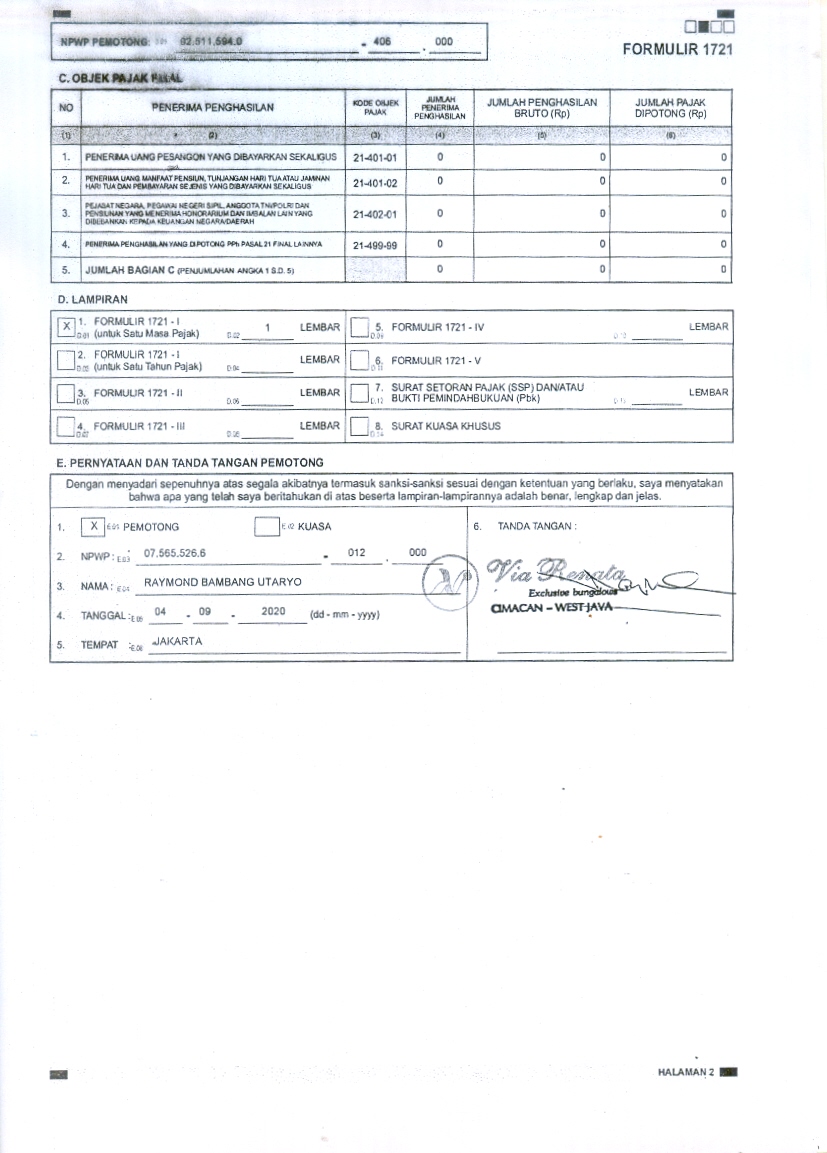 NPWP PEMOTONG: 02.511.594.0 - 406 . 000
FORMULIR 1721
C. OBJEK PAJAK FINAL
NO PENERIMA PENGHASILAN KODE OBJEK PAJAK JUMLAH PENERIMA PENGHASILAN JUMLAH PENGHASILAN BRUTO (Rp) JUMLAH PAJAK DIPOTONG (Rp)
(1) (2) (3) (4) (5) (6)
1. PENERIMA UANG PESANGON YANG DIBAYARKAN SEKALIGUS 21-401-01 0 0 0
2. PENERIMA UANG MANFAAT PENSIUN, TUNJANGAN HARI TUA ATAU JAMINAN
HARI TUA DAN PEMBAYARAN SEJENIS YANG DIBAYARKAN SEKALIGUS 21-401-02 0 0 0
3. PEJABAT NEGARA, PEGAWAI NEGERI SIPIL, ANGGOTA TNI/POLRI DAN
PENSIUNAN YANG MENERIMA HONORARIUM DAN IMBALAN LAIN YANG
DIBEBANKAN KEPADA KEUANGAN NEGARA/DAERAH 21-402-01 0 0 0
4. PENERIMA PENGHASILAN YANG DIPOTONG PPh PASAL 21 FINAL LAINNYA 21-499-99 0 0 0
5. JUMLAH BAGIAN C (PENJUMLAHAN ANGKA 1 S.D. 5) 0 0 0
D. LAMPIRAN
X D.01 1. FORMULIR 1721 - I
(untuk Satu Masa Pajak) D.02 1 LEMBAR
D.03 2. FORMULIR 1721 - I
(untuk Satu Tahun Pajak) D.04 LEMBAR
D.05 3. FORMULIR 1721 - II D.06 LEMBAR
D.07 4. FORMULIR 1721 - III D.08 LEMBAR
D.09 5. FORMULIR 1721 - IV D.10 LEMBAR
D.11 6. FORMULIR 1721 - V
D.12 7. SURAT SETORAN PAJAK (SSP) DAN/ATAU
BUKTI PEMINDAHBUKUAN (Pbk) D.13 LEMBAR
D.14 8. SURAT KUASA KHUSUS
E. PERNYATAAN DAN TANDA TANGAN PEMOTONG
Dengan menyadari sepenuhnya atas segala akibatnya termasuk sanksi-sanksi sesuai dengan ketentuan yang berlaku, saya menyatakan
bahwa apa yang telah saya beritahukan di atas beserta lampiran-lampirannya adalah benar, lengkap dan jelas.
1. X E.01 PEMOTONG E.02 KUASA
2. NPWP : E.03 07.565.526.6 - 012 . 000
3. NAMA : E.04 RAYMOND BAMBANG UTARYO
4. TANGGAL : E.05 04 - 09 - 2020 (dd - mm - yyyy)
5. TEMPAT : E.06 JAKARTA
6. TANDA TANGAN :
Via Renata
Exclusive bungalows
CIMACAN - WEST JAVA
HALAMAN 2